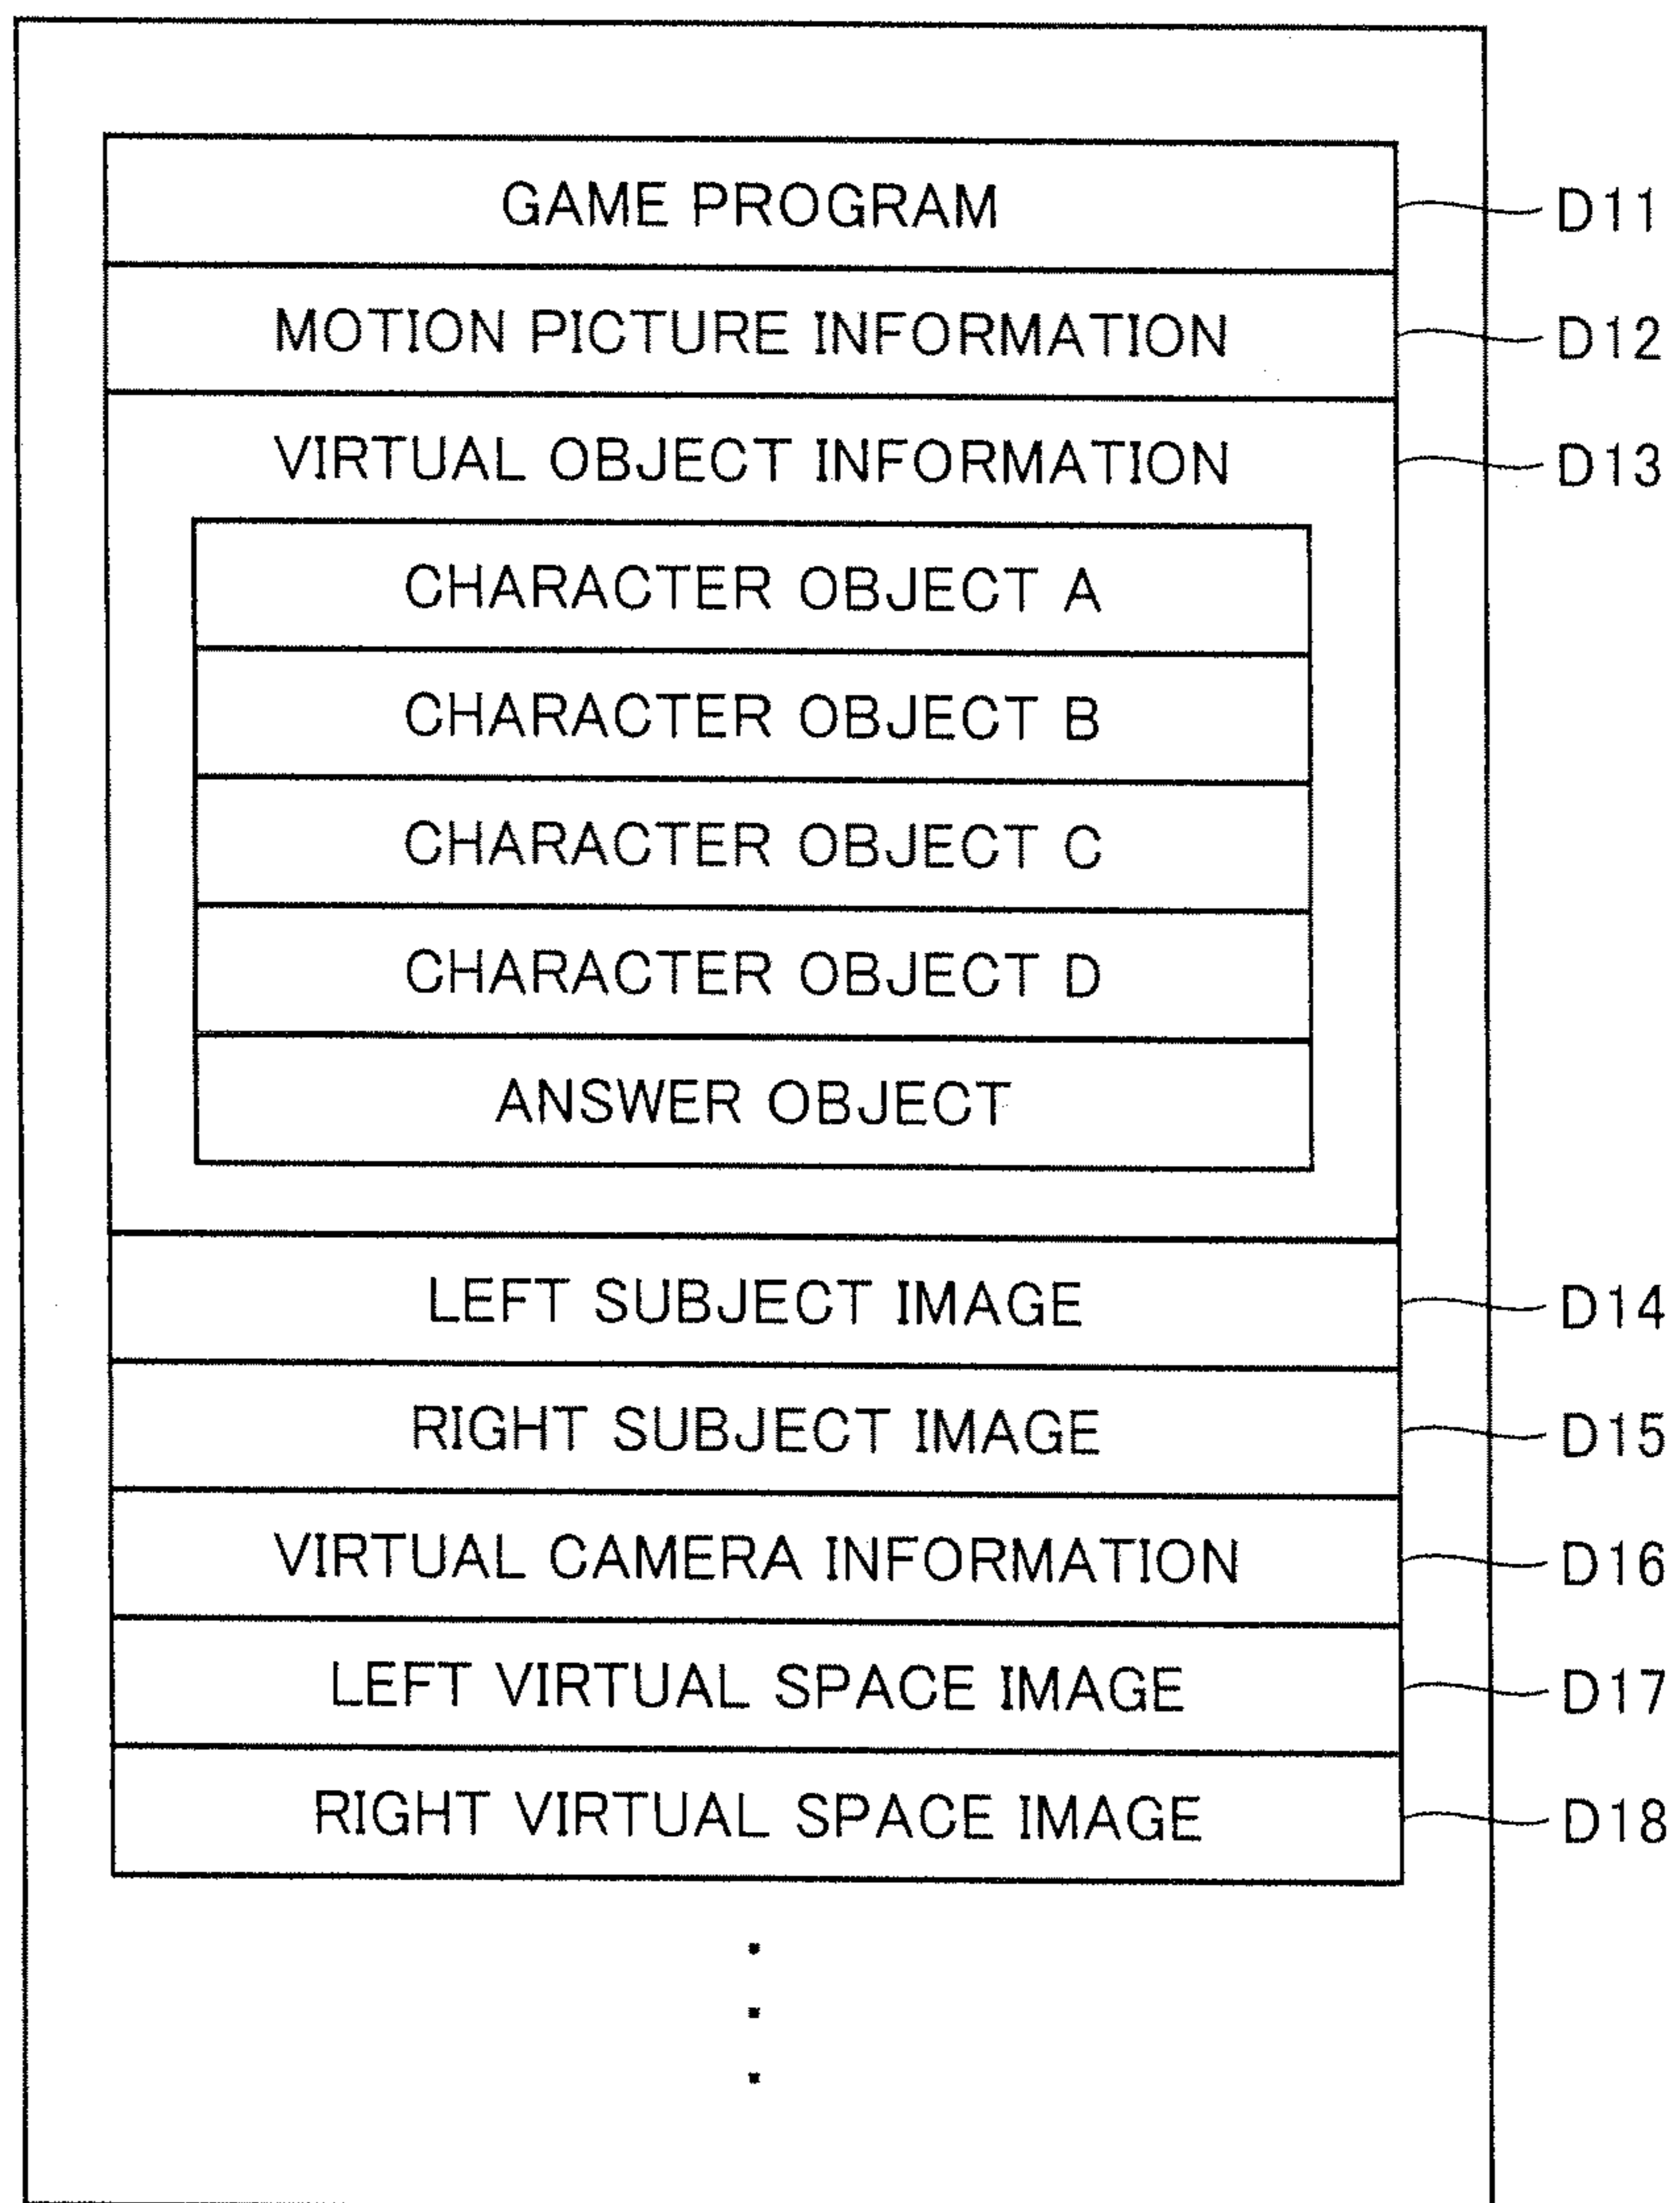 GAME PROGRAM D11
MOTION PICTURE INFORMATION D12
VIRTUAL OBJECT INFORMATION D13
CHARACTER OBJECT A
CHARACTER OBJECT B
CHARACTER OBJECT C
CHARACTER OBJECT D
ANSWER OBJECT
LEFT SUBJECT IMAGE D14
RIGHT SUBJECT IMAGE D15
VIRTUAL CAMERA INFORMATION D16
LEFT VIRTUAL SPACE IMAGE D17
RIGHT VIRTUAL SPACE IMAGE D18